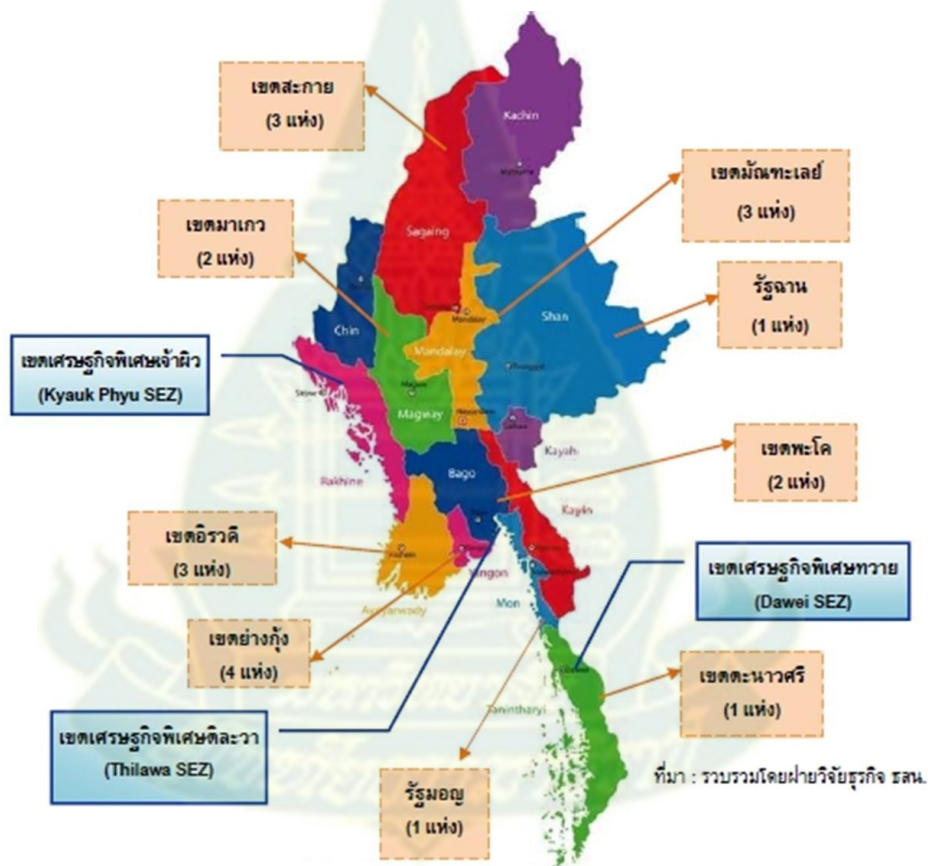 เขตสะกาย
(3 แห่ง)
Kachin
เขตมัณฑะเลย์
(3 แห่ง)
เขตมาเกว
(2 แห่ง)
Sagaing
รัฐฉาน
(1 แห่ง)
Shan
Chin
Mandalay
Mandalay
เขตเศรษฐกิจพิเศษเจ้าผิว
(Kyauk Phyu SEZ)
Magway
Kayah
Bago
เขตพะโค
(2 แห่ง)
Rakhine
Kayin
เขตอิรวดี
(3 แห่ง)
Yangon
เขตเศรษฐกิจพิเศษทวาย
(Dawei SEZ)
Mon
Ayeyarwady
เขตย่างกุ้ง
(4 แห่ง)
เขตตะนาวศรี
(1 แห่ง)
Tanintharyi
เขตเศรษฐกิจพิเศษติละวา
(Thilawa SEZ)
ที่มา : รวบรวมโดยฝ่ายวิจัยธุรกิจ ธสน.
รัฐมอญ
(1 แห่ง)